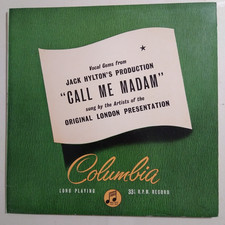 Vocal Gems from
JACK HYLTON'S PRODUCTION
"CALL ME MADAM"
sung by the Artists of the
ORIGINAL LONDON PRESENTATION
Columbia
LONG PLAYING 33⅓ R.P.M. RECORD